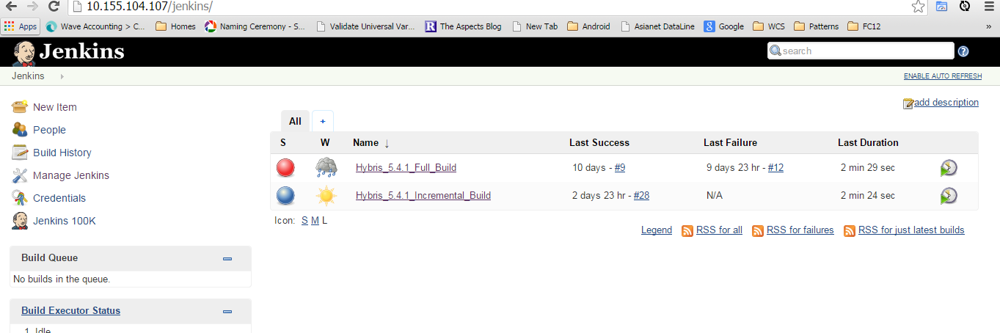 10.155.104.107/jenkins/
Apps Wave Accounting > C... Homes Naming Ceremony - S... Validate Universal Var... The Aspects Blog New Tab Android Asianet DataLine Google WCS Patterns FC12 »
Jenkins search
Jenkins ENABLE AUTO REFRESH
New Item
People
Build History
Manage Jenkins
Credentials
Jenkins 100K
Build Queue
No builds in the queue.
Build Executor Status
1 Idle
add description
All +
S W Name ↓ Last Success Last Failure Last Duration
Hybris_5.4.1_Full_Build 10 days - #9 9 days 23 hr - #12 2 min 29 sec
Hybris_5.4.1_Incremental_Build 2 days 23 hr - #28 N/A 2 min 24 sec
Icon: S M L
Legend RSS for all RSS for failures RSS for just latest builds